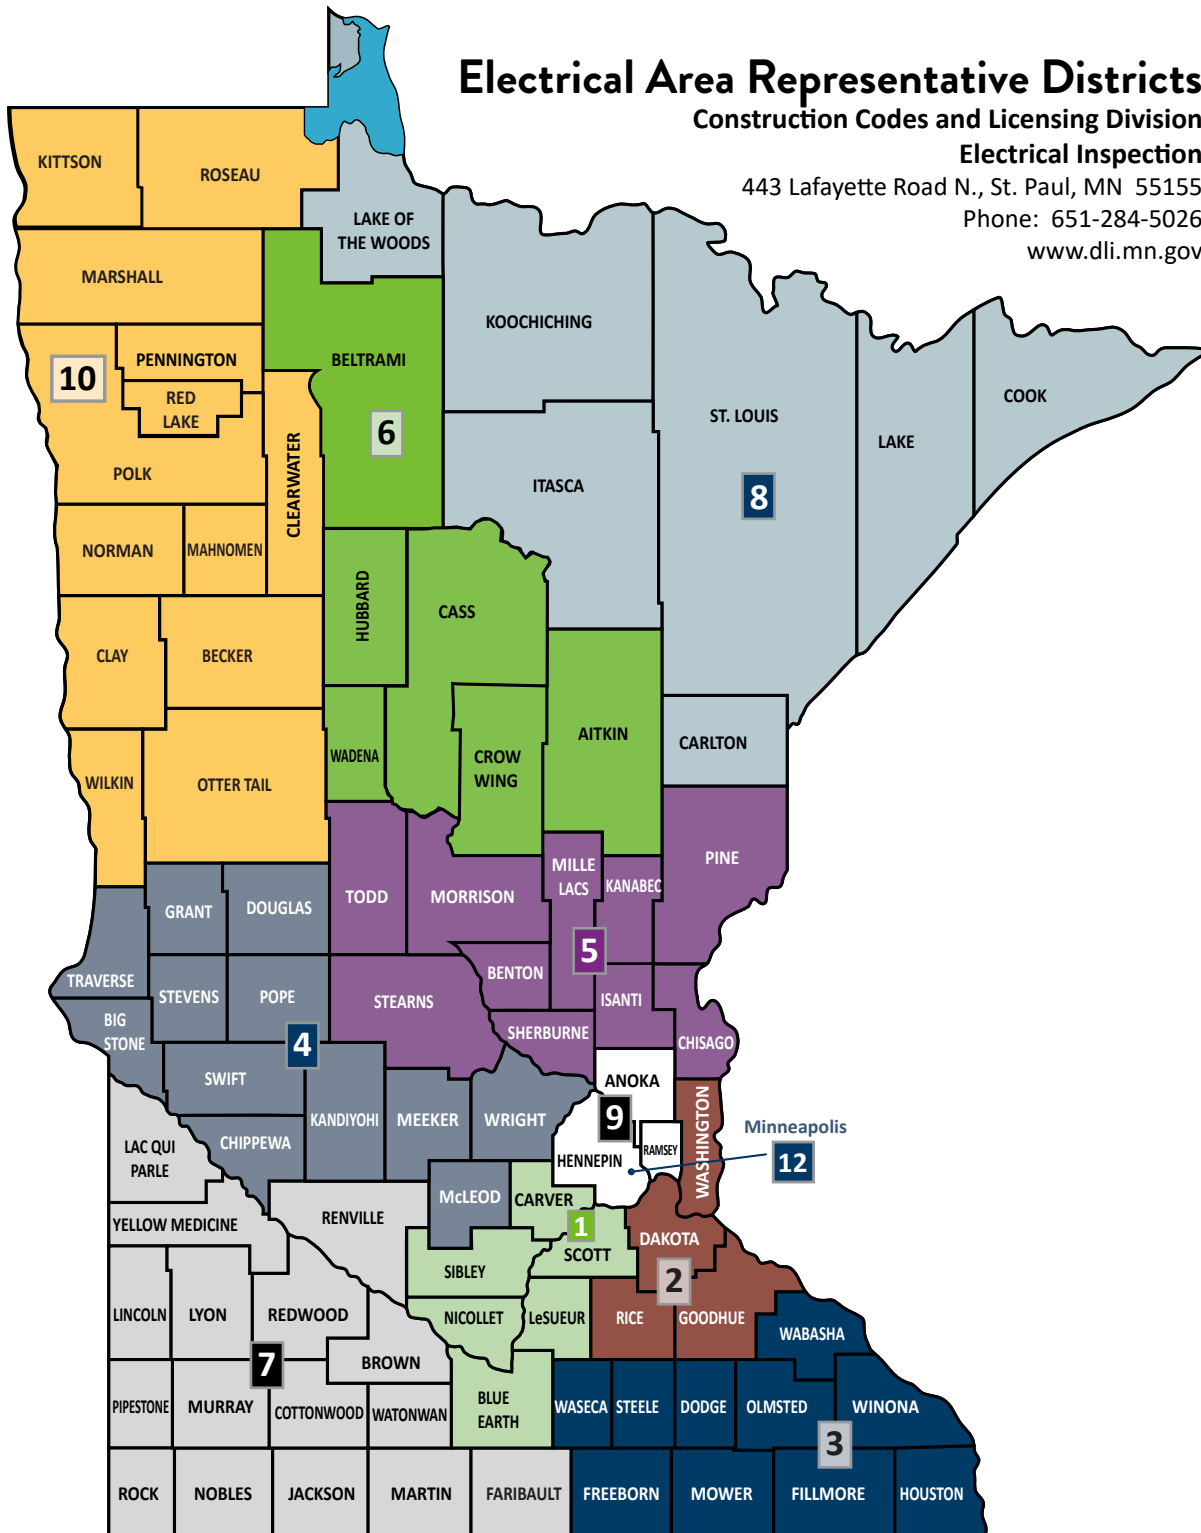 Electrical Area Representative Districts
Construction Codes and Licensing Division
Electrical Inspection
443 Lafayette Road N., St. Paul, MN  55155
Phone:  651-284-5026
www.dli.mn.gov
KITTSON
ROSEAU
LAKE OF
THE WOODS
MARSHALL
KOOCHICHING
PENNINGTON
BELTRAMI
10
RED
LAKE
COOK
ST. LOUIS
6
LAKE
POLK
CLEARWATER
ITASCA
8
NORMAN
MAHNOMEN
HUBBARD
CASS
CLAY
BECKER
AITKIN
CARLTON
WADENA
CROW
WING
WILKIN
OTTER TAIL
PINE
MILLE
LACS
KANABEC
TODD
MORRISON
GRANT
DOUGLAS
5
TRAVERSE
BENTON
STEVENS
POPE
STEARNS
ISANTI
BIG
STONE
SHERBURNE
CHISAGO
4
SWIFT
ANOKA
KANDIYOHI
MEEKER
WRIGHT
9
WASHINGTON
Minneapolis
CHIPPEWA
LAC QUI
PARLE
RAMSEY
HENNEPIN
12
McLEOD
CARVER
RENVILLE
YELLOW MEDICINE
1
DAKOTA
SCOTT
SIBLEY
2
LINCOLN
LYON
REDWOOD
NICOLLET
LeSUEUR
RICE
GOODHUE
WABASHA
7
BROWN
PIPESTONE
MURRAY
COTTONWOOD
WATONWAN
BLUE
EARTH
WASECA
STEELE
DODGE
OLMSTED
WINONA
3
ROCK
NOBLES
JACKSON
MARTIN
FARIBAULT
FREEBORN
MOWER
FILLMORE
HOUSTON